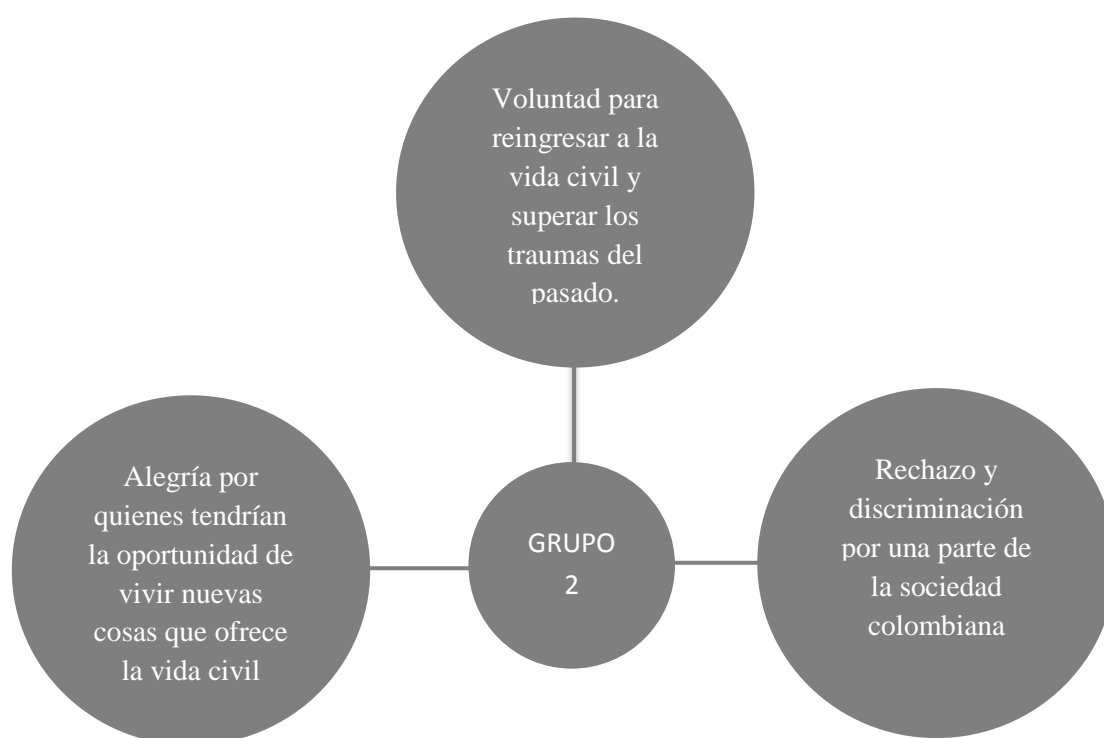 Voluntad para
reingresar a la
vida civil y
superar los
traumas del
pasado.
Alegría por
quienes tendrían
la oportunidad de
vivir nuevas
cosas que ofrece
la vida civil
GRUPO
2
Rechazo y
discriminación
por una parte de
la sociedad
colombiana